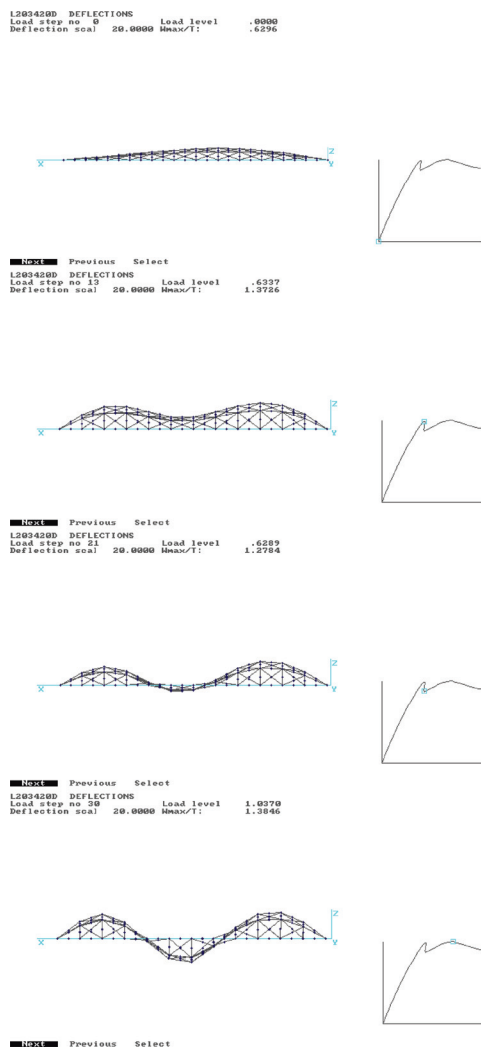 L203420D DEFLECTIONS
Load step no 0 Load level .0000
Deflection scal 20.0000 Wmax/T: .6296
Z
X Y
Next Previous Select
L203420D DEFLECTIONS
Load step no 13 Load level .6337
Deflection scal 20.0000 Wmax/T: 1.3726
Z
X Y
Next Previous Select
L203420D DEFLECTIONS
Load step no 21 Load level .6289
Deflection scal 20.0000 Wmax/T: 1.2784
Z
X Y
Next Previous Select
L203420D DEFLECTIONS
Load step no 30 Load level 1.0370
Deflection scal 20.0000 Wmax/T: 1.3846
Z
X Y
Next Previous Select